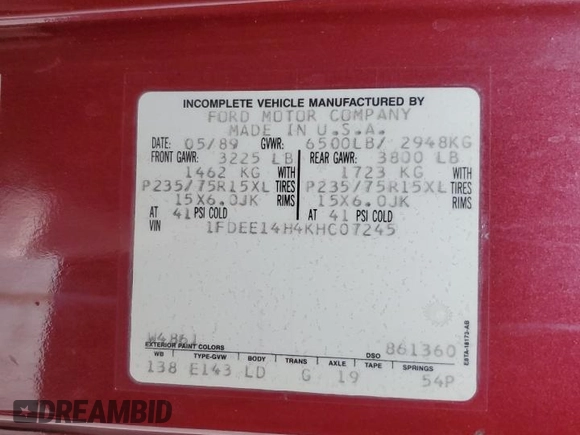 INCOMPLETE VEHICLE MANUFACTURED BY
FORD MOTOR COMPANY
MADE IN U.S.A.
DATE: 05/89 GVWR: 6500LB/ 2948KG
FRONT GAWR: 3225 LB REAR GAWR: 3800 LB
1462 KG WITH 1723 KG WITH
P235/75R15XL TIRES P235/75R15XL TIRES
15X6.0JK RIMS 15X6.0JK RIMS
AT 41 PSI COLD AT 41 PSI COLD
VIN 1FDEE14H4KHC07245
E8TA-18172-AB
W4861 861360
EXTERIOR PAINT COLORS DSO
WB TYPE-GVW BODY TRANS AXLE TAPE SPRINGS
138 E143 LD G 19 54P
DREAMBID